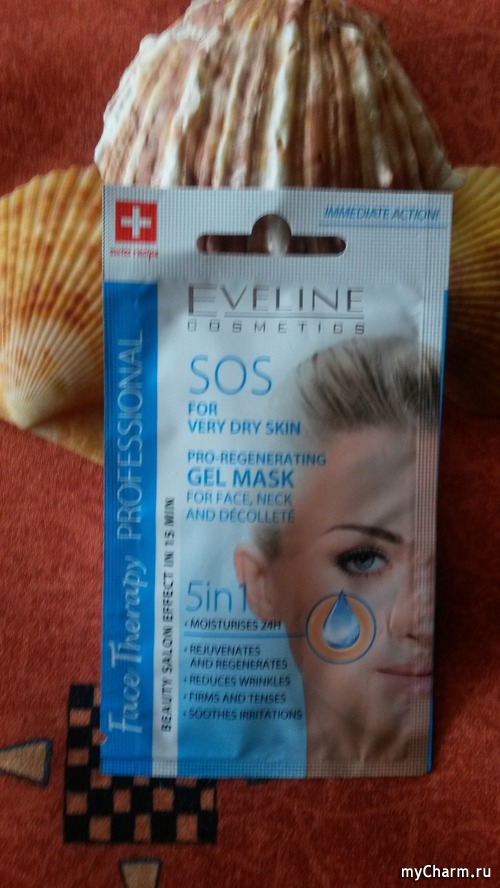 IMMEDIATE ACTION!
swiss recipe
EVELINE
COSMETICS
SOS
FOR
VERY DRY SKIN
PRO-REGENERATING
GEL MASK
FOR FACE, NECK
AND DÉCOLLETÉ
5in1
• MOISTURISES 24H
• REJUVENATES
AND REGENERATES
• REDUCES WRINKLES
• FIRMS AND TENSES
• SOOTHES IRRITATIONS
Face Therapy PROFESSIONAL
BEAUTY SALON EFFECT IN 15 MIN
myCharm.ru